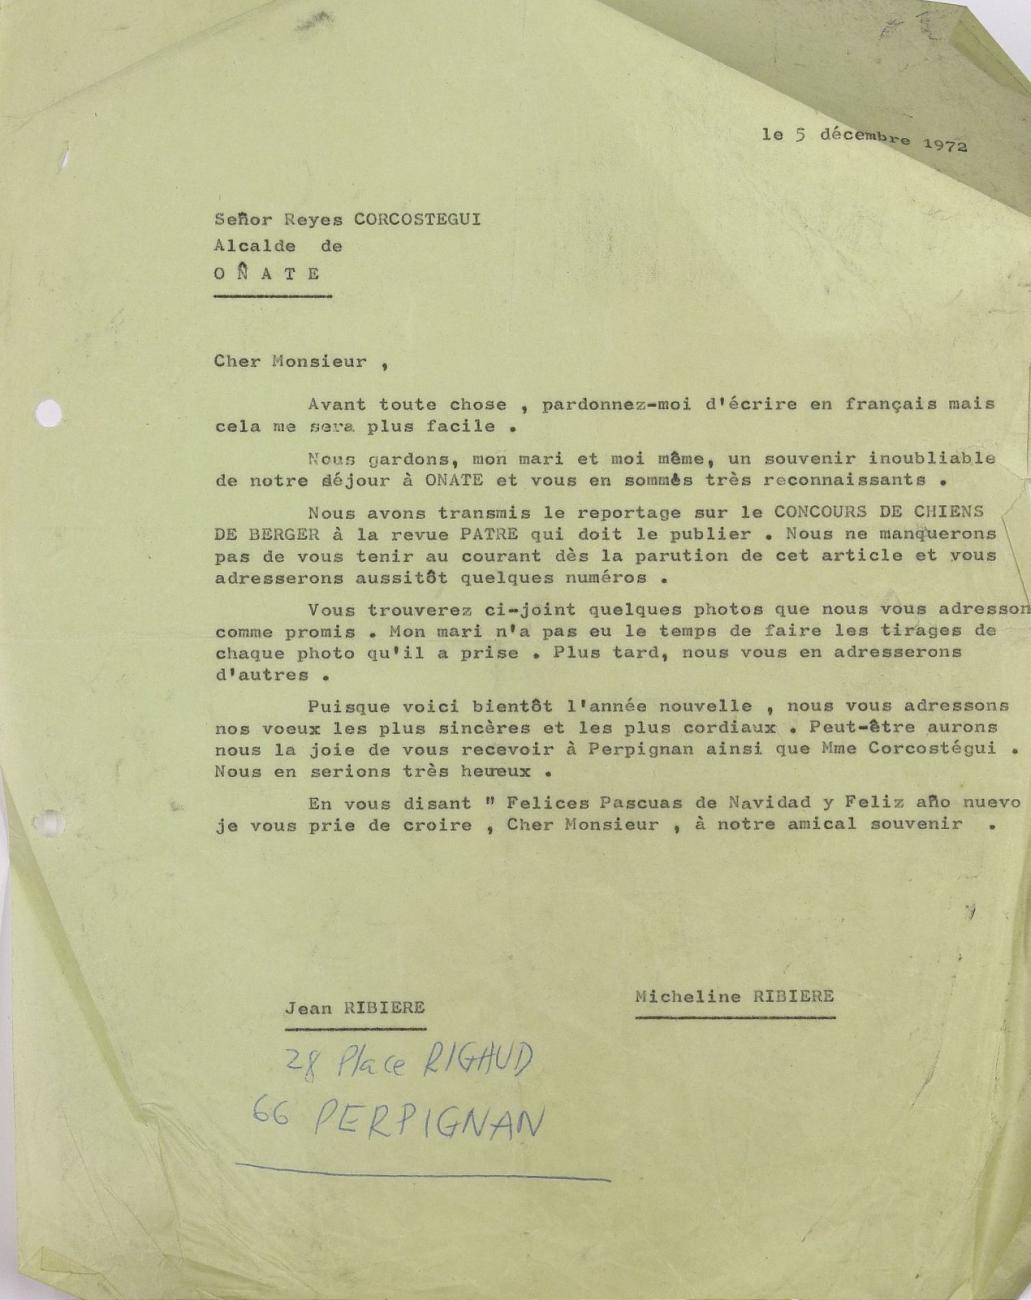 le 5 décembre 1972
Señor Reyes CORCOSTEGUI
Alcalde de
O Ñ A T E
Cher Monsieur ,
Avant toute chose , pardonnez-moi d'écrire en français mais
cela me sera plus facile .
Nous gardons, mon mari et moi même, un souvenir inoubliable
de notre déjour à ONATE et vous en sommes très reconnaissants .
Nous avons transmis le reportage sur le CONCOURS DE CHIENS
DE BERGER à la revue PATRE qui doit le publier . Nous ne manquerons
pas de vous tenir au courant dès la parution de cet article et vous
adresserons aussitôt quelques numéros .
Vous trouverez ci-joint quelques photos que nous vous adresson
comme promis . Mon mari n'a pas eu le temps de faire les tirages de
chaque photo qu'il a prise . Plus tard, nous vous en adresserons
d'autres .
Puisque voici bientôt l'année nouvelle , nous vous adressons
nos voeux les plus sincères et les plus cordiaux . Peut-être aurons
nous la joie de vous recevoir à Perpignan ainsi que Mme Corcostégui .
Nous en serions très heureux .
En vous disant " Felices Pascuas de Navidad y Feliz año nuevo
je vous prie de croire , Cher Monsieur , à notre amical souvenir .
Jean RIBIERE
Micheline RIBIERE
28 Place RIGAUD
66 PERPIGNAN